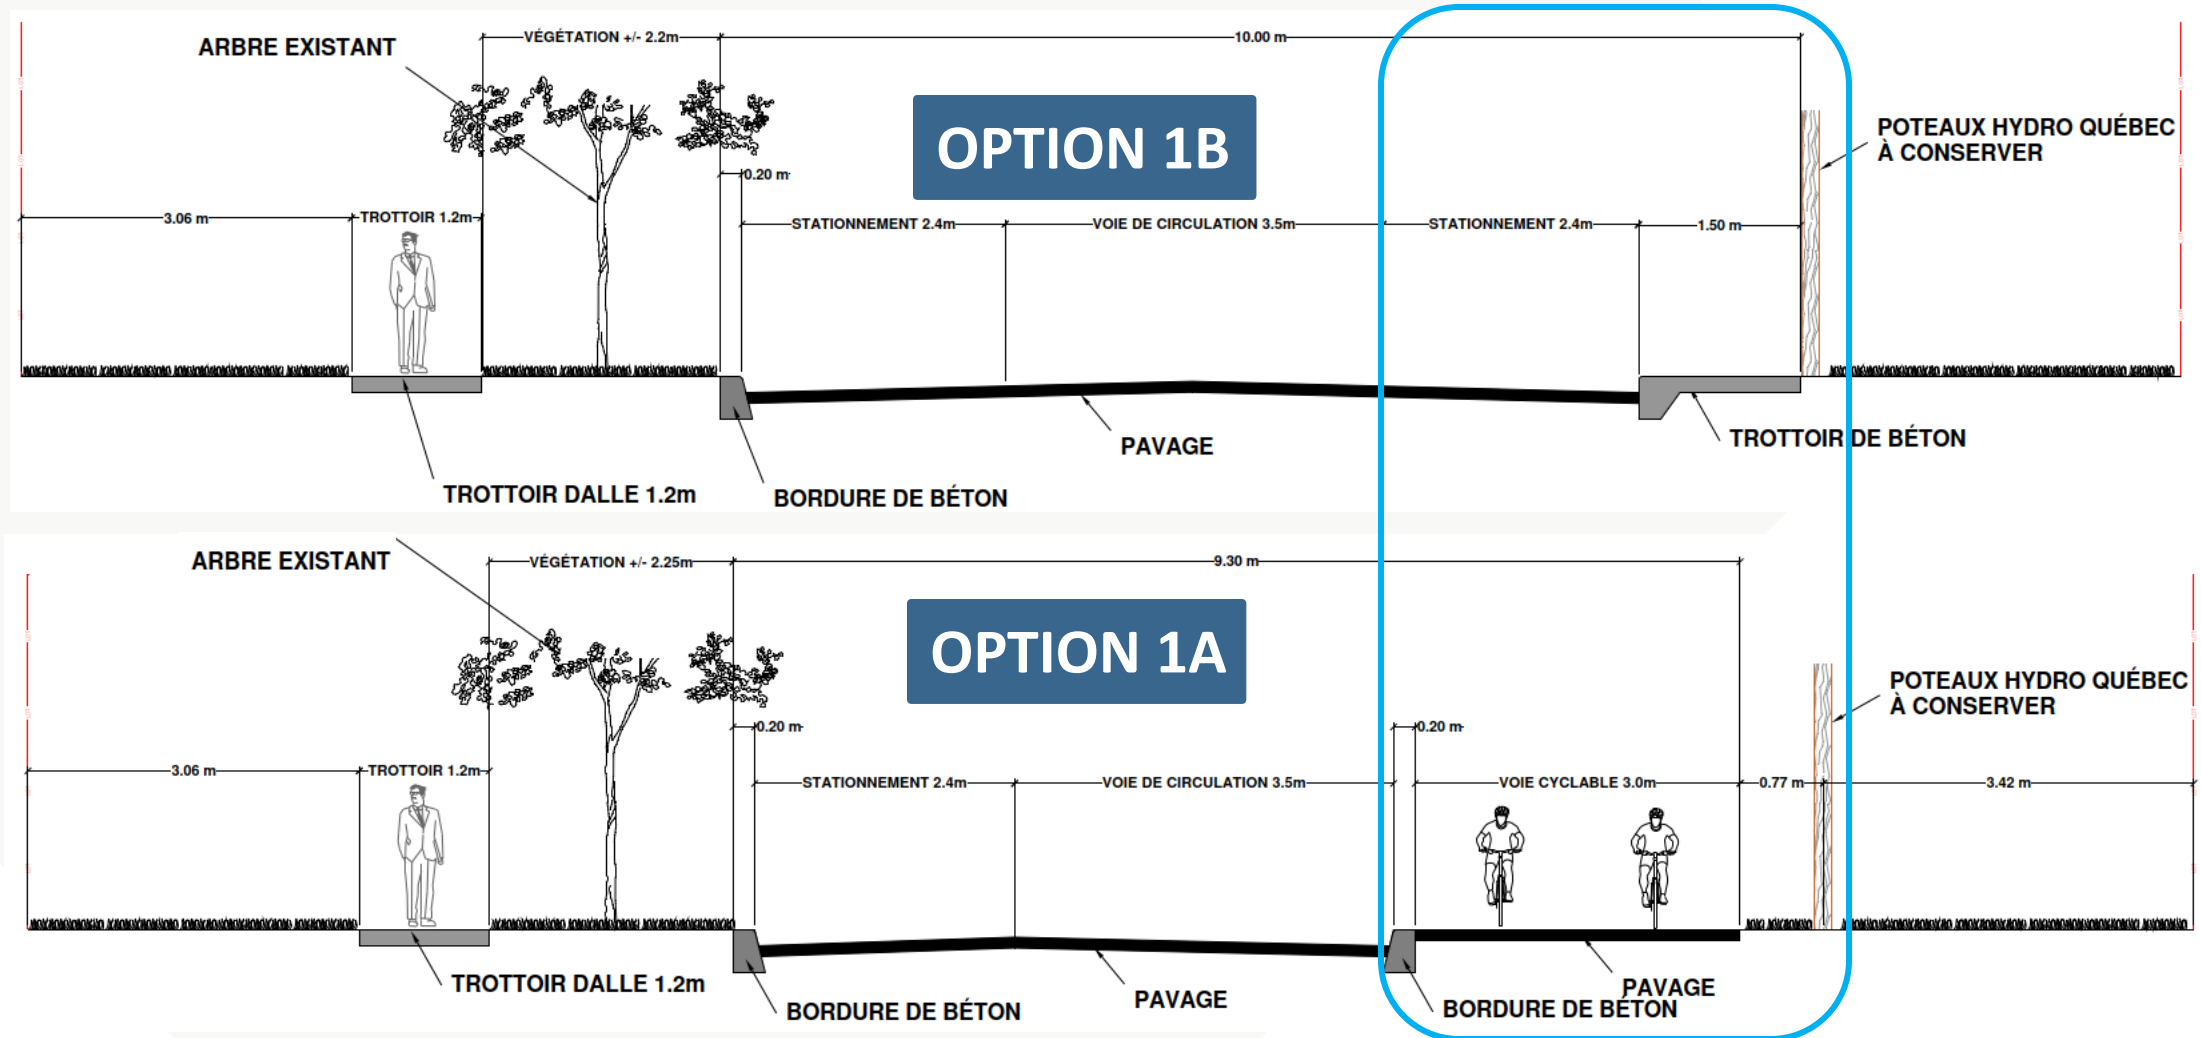 VÉGÉTATION +/- 2.2m
10.00 m
ARBRE EXISTANT
OPTION 1B
POTEAUX HYDRO QUÉBEC
À CONSERVER
0.20 m
3.06 m
TROTTOIR 1.2m
STATIONNEMENT 2.4m
VOIE DE CIRCULATION 3.5m
STATIONNEMENT 2.4m
1.50 m
PAVAGE
TROTTOIR DE BÉTON
TROTTOIR DALLE 1.2m
BORDURE DE BÉTON
ARBRE EXISTANT
VÉGÉTATION +/- 2.25m
9.30 m
OPTION 1A
POTEAUX HYDRO QUÉBEC
À CONSERVER
0.20 m
0.20 m
3.06 m
TROTTOIR 1.2m
STATIONNEMENT 2.4m
VOIE DE CIRCULATION 3.5m
VOIE CYCLABLE 3.0m
0.77 m
3.42 m
TROTTOIR DALLE 1.2m
BORDURE DE BÉTON
PAVAGE
PAVAGE
BORDURE DE BÉTON